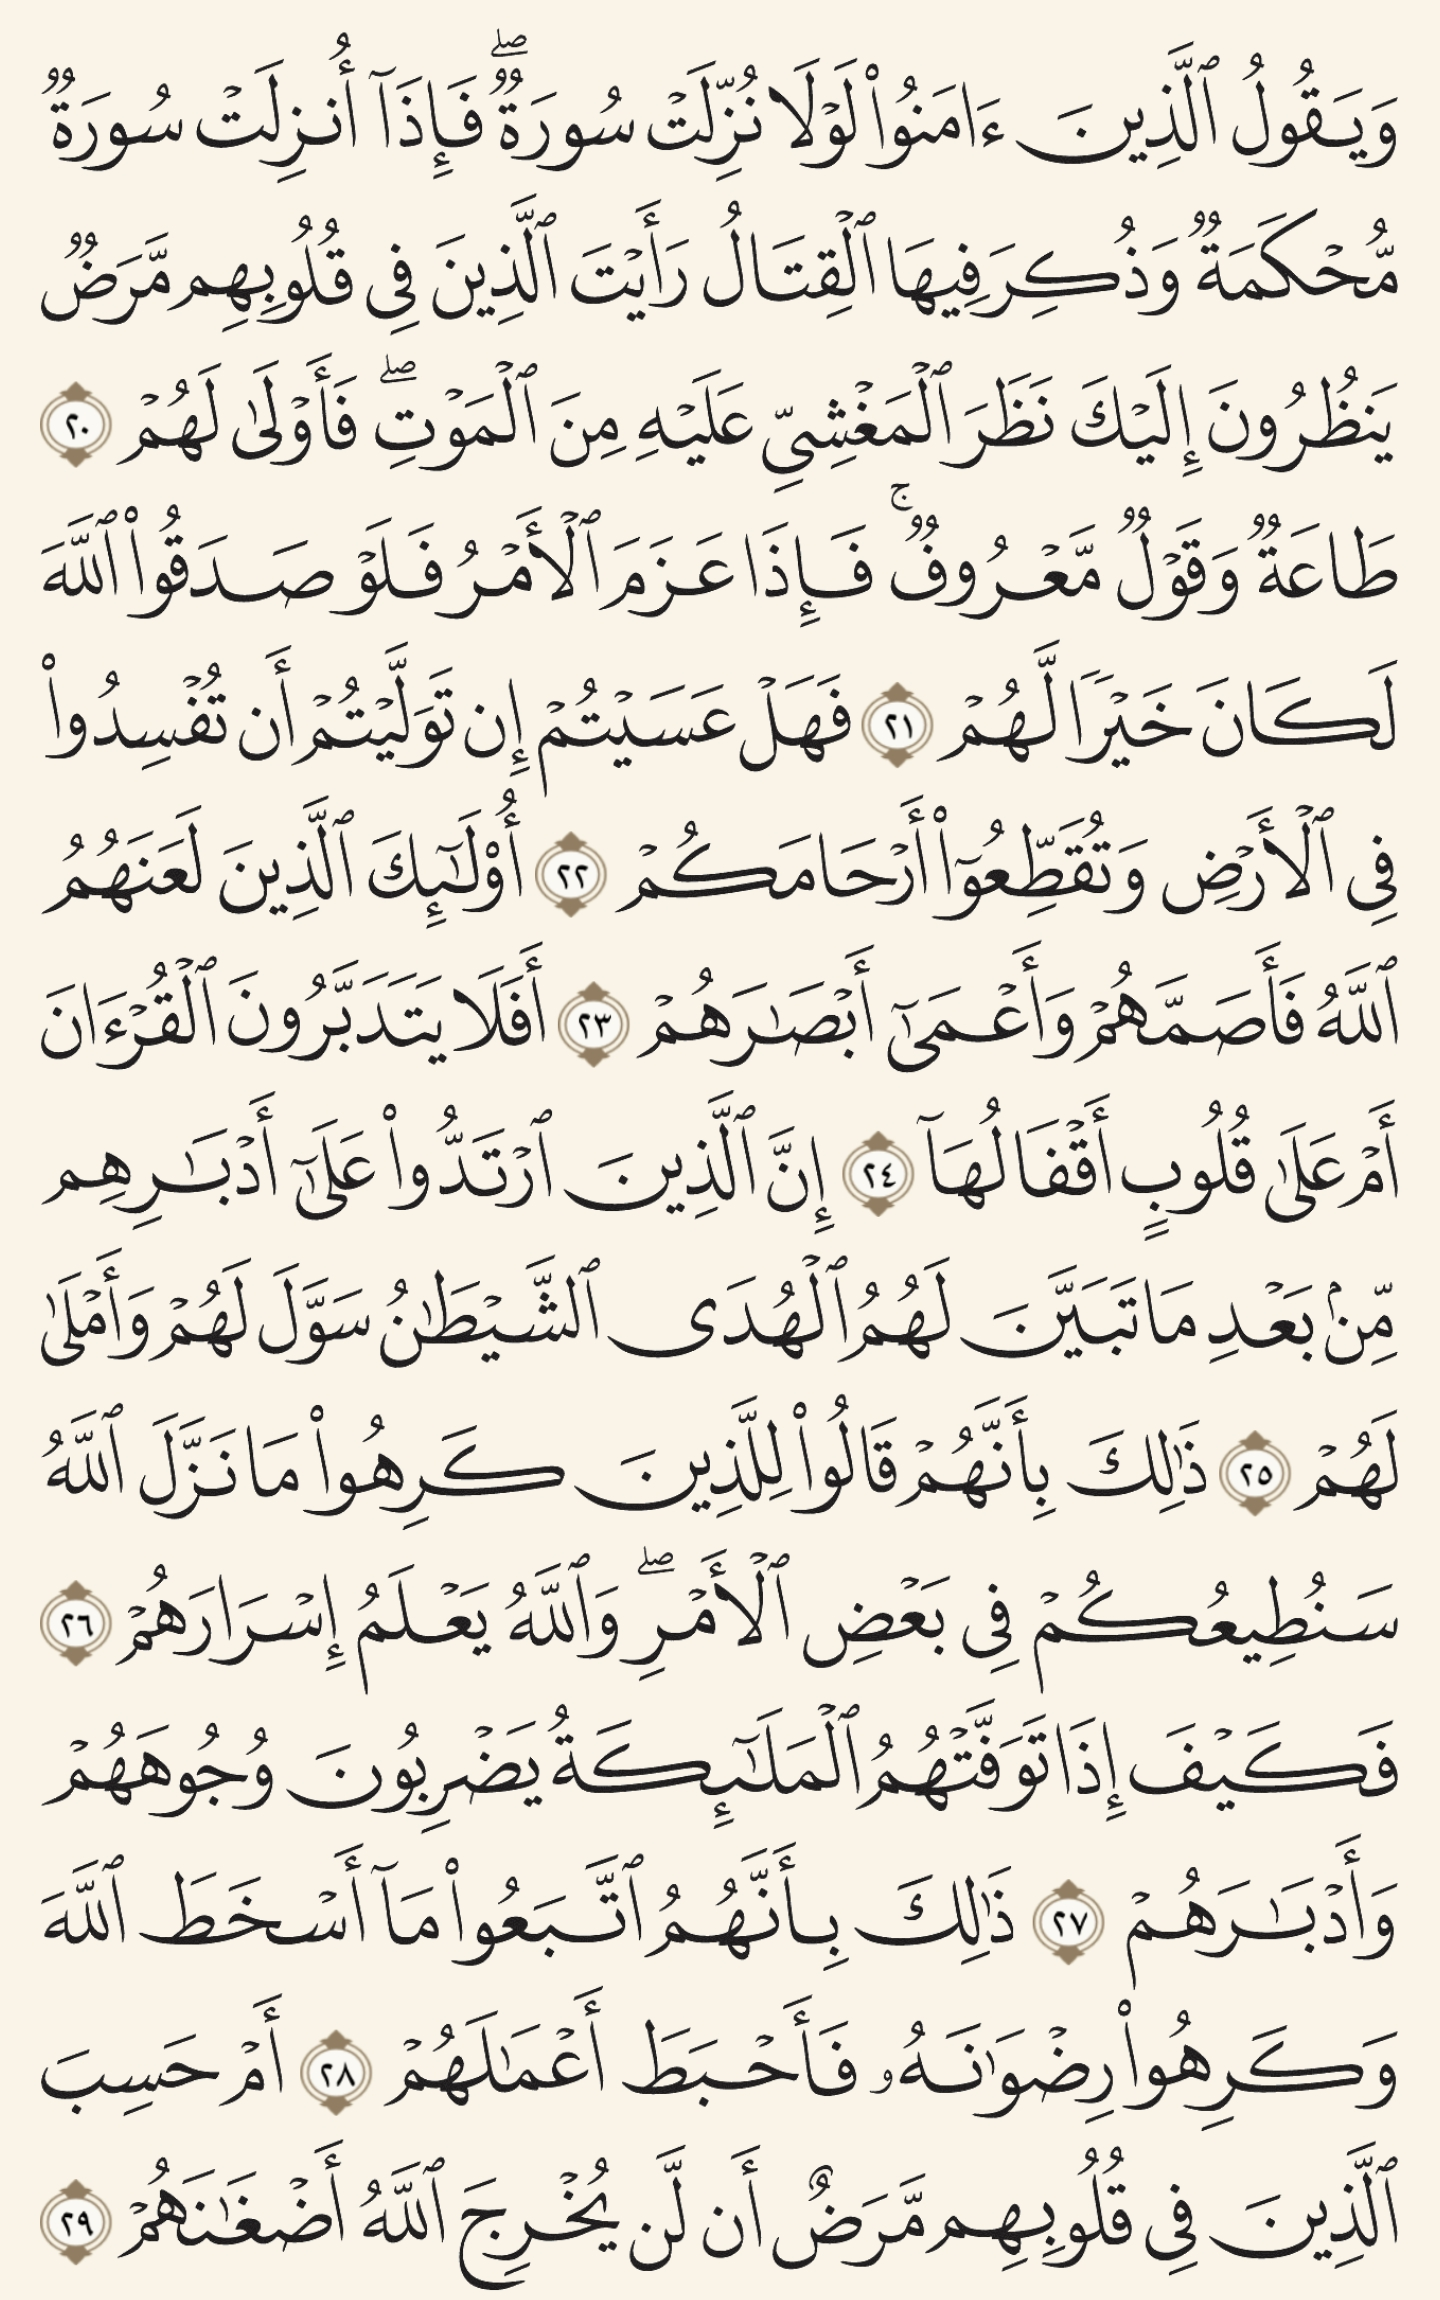 وَيَقُولُ ٱلَّذِينَ ءَامَنُوا۟ لَوْلَا نُزِّلَتْ سُورَةٌۭ ۖ فَإِذَآ أُنزِلَتْ سُورَةٌۭ
مُّحْكَمَةٌۭ وَذُكِرَ فِيهَا ٱلْقِتَالُ رَأَيْتَ ٱلَّذِينَ فِى قُلُوبِهِم مَّرَضٌۭ
يَنظُرُونَ إِلَيْكَ نَظَرَ ٱلْمَغْشِىِّ عَلَيْهِ مِنَ ٱلْمَوْتِ ۖ فَأَوْلَىٰ لَهُمْ ٢٠
طَاعَةٌۭ وَقَوْلٌۭ مَّعْرُوفٌۭ ۚ فَإِذَا عَزَمَ ٱلْأَمْرُ فَلَوْ صَدَقُوا۟ ٱللَّهَ
لَكَانَ خَيْرًۭا لَّهُمْ ٢١ فَهَلْ عَسَيْتُمْ إِن تَوَلَّيْتُمْ أَن تُفْسِدُوا۟
فِى ٱلْأَرْضِ وَتُقَطِّعُوٓا۟ أَرْحَامَكُمْ ٢٢ أُو۟لَـٰٓئِكَ ٱلَّذِينَ لَعَنَهُمُ
ٱللَّهُ فَأَصَمَّهُمْ وَأَعْمَىٰٓ أَبْصَـٰرَهُمْ ٢٣ أَفَلَا يَتَدَبَّرُونَ ٱلْقُرْءَانَ
أَمْ عَلَىٰ قُلُوبٍ أَقْفَالُهَآ ٢٤ إِنَّ ٱلَّذِينَ ٱرْتَدُّوا۟ عَلَىٰٓ أَدْبَـٰرِهِم
مِّنۢ بَعْدِ مَا تَبَيَّنَ لَهُمُ ٱلْهُدَى ٱلشَّيْطَـٰنُ سَوَّلَ لَهُمْ وَأَمْلَىٰ
لَهُمْ ٢٥ ذَٰلِكَ بِأَنَّهُمْ قَالُوا۟ لِلَّذِينَ كَرِهُوا۟ مَا نَزَّلَ ٱللَّهُ
سَنُطِيعُكُمْ فِى بَعْضِ ٱلْأَمْرِ ۖ وَٱللَّهُ يَعْلَمُ إِسْرَارَهُمْ ٢٦
فَكَيْفَ إِذَا تَوَفَّتْهُمُ ٱلْمَلَـٰٓئِكَةُ يَضْرِبُونَ وُجُوهَهُمْ
وَأَدْبَـٰرَهُمْ ٢٧ ذَٰلِكَ بِأَنَّهُمُ ٱتَّبَعُوا۟ مَآ أَسْخَطَ ٱللَّهَ
وَكَرِهُوا۟ رِضْوَٰنَهُۥ فَأَحْبَطَ أَعْمَـٰلَهُمْ ٢٨ أَمْ حَسِبَ
ٱلَّذِينَ فِى قُلُوبِهِم مَّرَضٌ أَن لَّن يُخْرِجَ ٱللَّهُ أَضْغَـٰنَهُمْ ٢٩